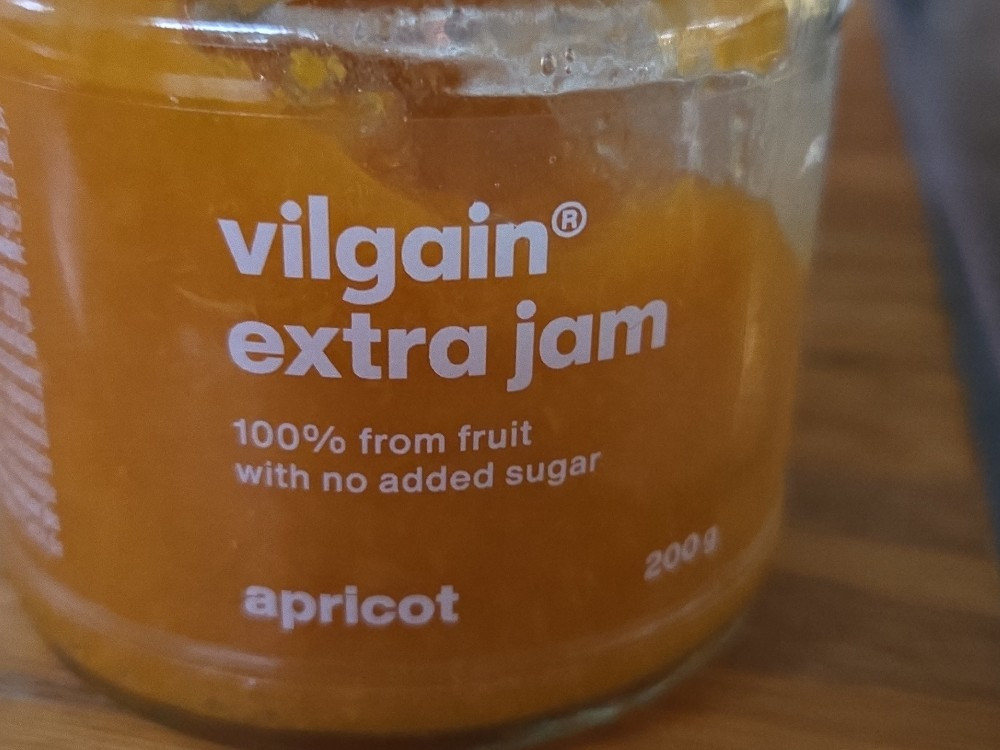 vilgain®
extra jam
100% from fruit
with no added sugar
200 g
apricot